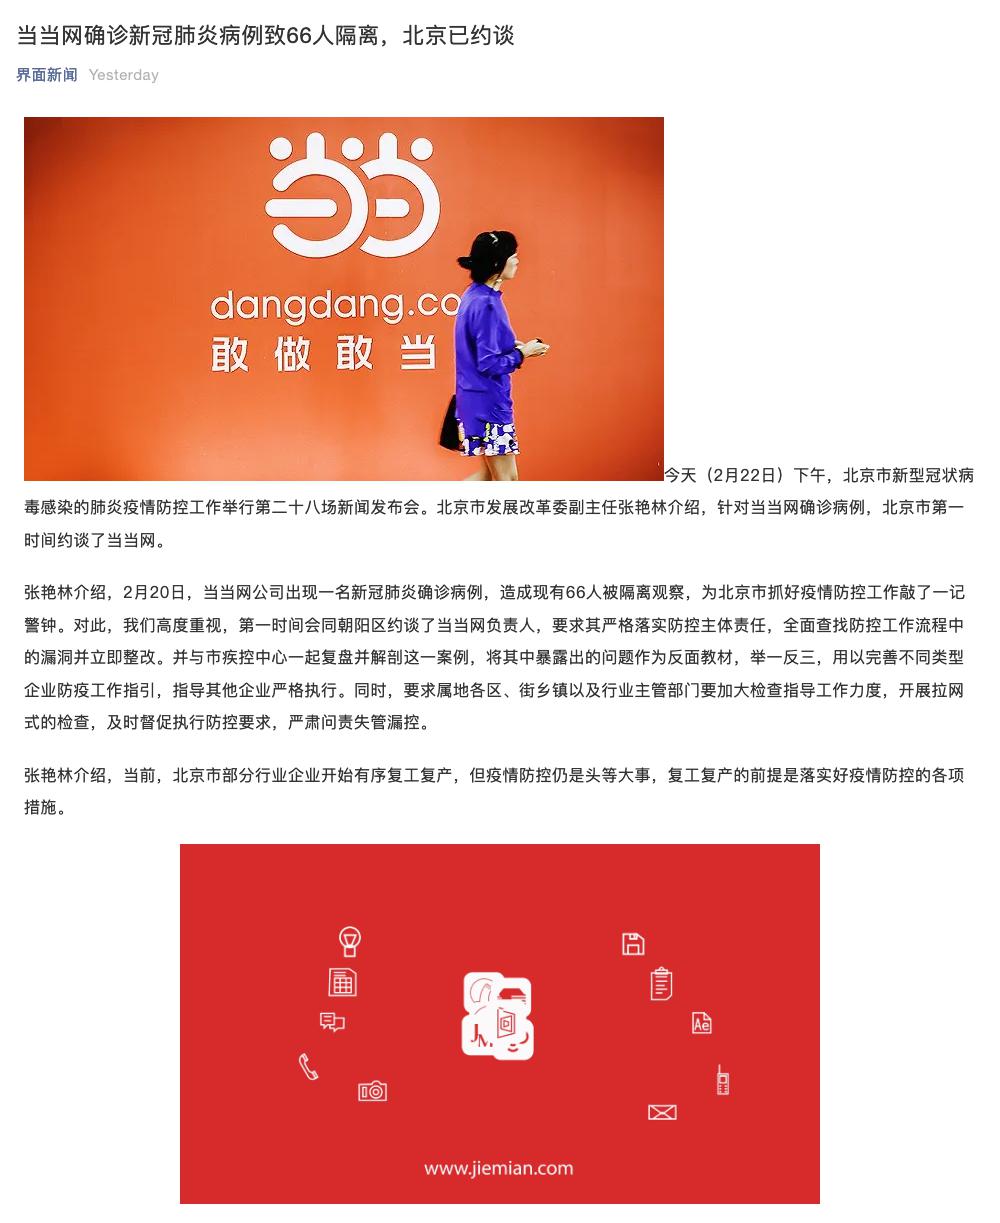 当当网确诊新冠肺炎病例致66人隔离，北京已约谈
界面新闻 Yesterday
当当
dangdang.co
敢做敢当
今天（2月22日）下午，北京市新型冠状病
毒感染的肺炎疫情防控工作举行第二十八场新闻发布会。北京市发展改革委副主任张艳林介绍，针对当当网确诊病例，北京市第一
时间约谈了当当网。
张艳林介绍，2月20日，当当网公司出现一名新冠肺炎确诊病例，造成现有66人被隔离观察，为北京市抓好疫情防控工作敲了一记
警钟。对此，我们高度重视，第一时间会同朝阳区约谈了当当网负责人，要求其严格落实防控主体责任，全面查找防控工作流程中
的漏洞并立即整改。并与市疾控中心一起复盘并解剖这一案例，将其中暴露出的问题作为反面教材，举一反三，用以完善不同类型
企业防疫工作指引，指导其他企业严格执行。同时，要求属地各区、街乡镇以及行业主管部门要加大检查指导工作力度，开展拉网
式的检查，及时督促执行防控要求，严肃问责失管漏控。
张艳林介绍，当前，北京市部分行业企业开始有序复工复产，但疫情防控仍是头等大事，复工复产的前提是落实好疫情防控的各项
措施。
Ae
www.jiemian.com